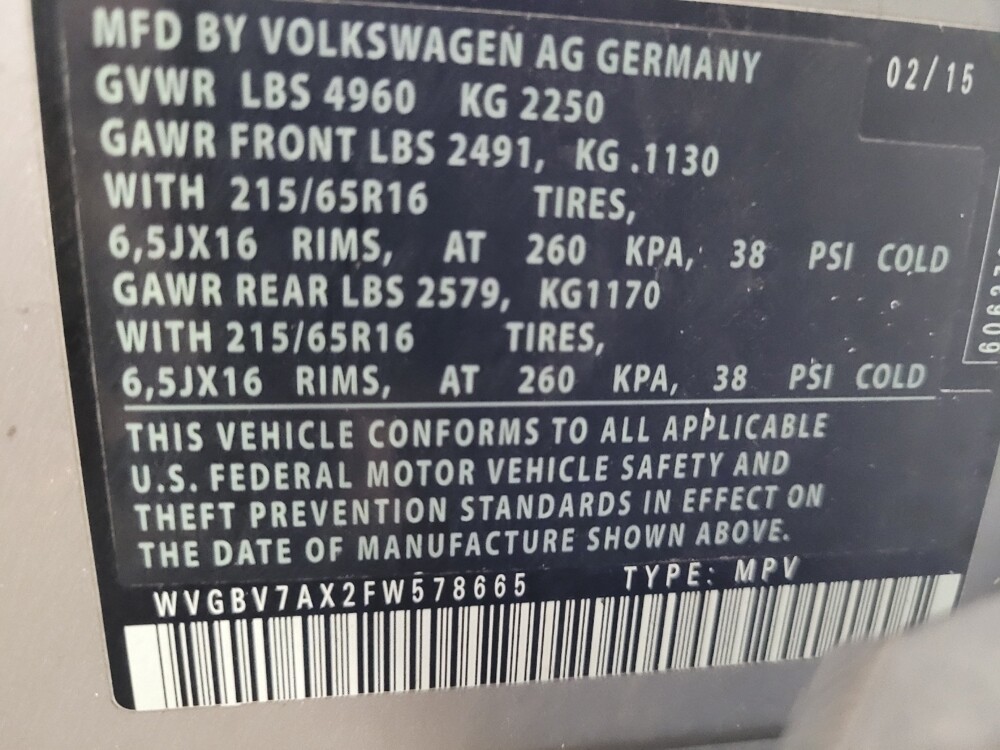 MFD BY VOLKSWAGEN AG GERMANY
02/15
GVWR LBS 4960 KG 2250
GAWR FRONT LBS 2491, KG .1130
WITH 215/65R16 TIRES,
6,5JX16 RIMS, AT 260 KPA, 38 PSI COLD
GAWR REAR LBS 2579, KG1170
WITH 215/65R16 TIRES,
6,5JX16 RIMS, AT 260 KPA, 38 PSI COLD
THIS VEHICLE CONFORMS TO ALL APPLICABLE
U.S. FEDERAL MOTOR VEHICLE SAFETY AND
THEFT PREVENTION STANDARDS IN EFFECT ON
THE DATE OF MANUFACTURE SHOWN ABOVE.
WVGBV7AX2FW578665 TYPE: MPV